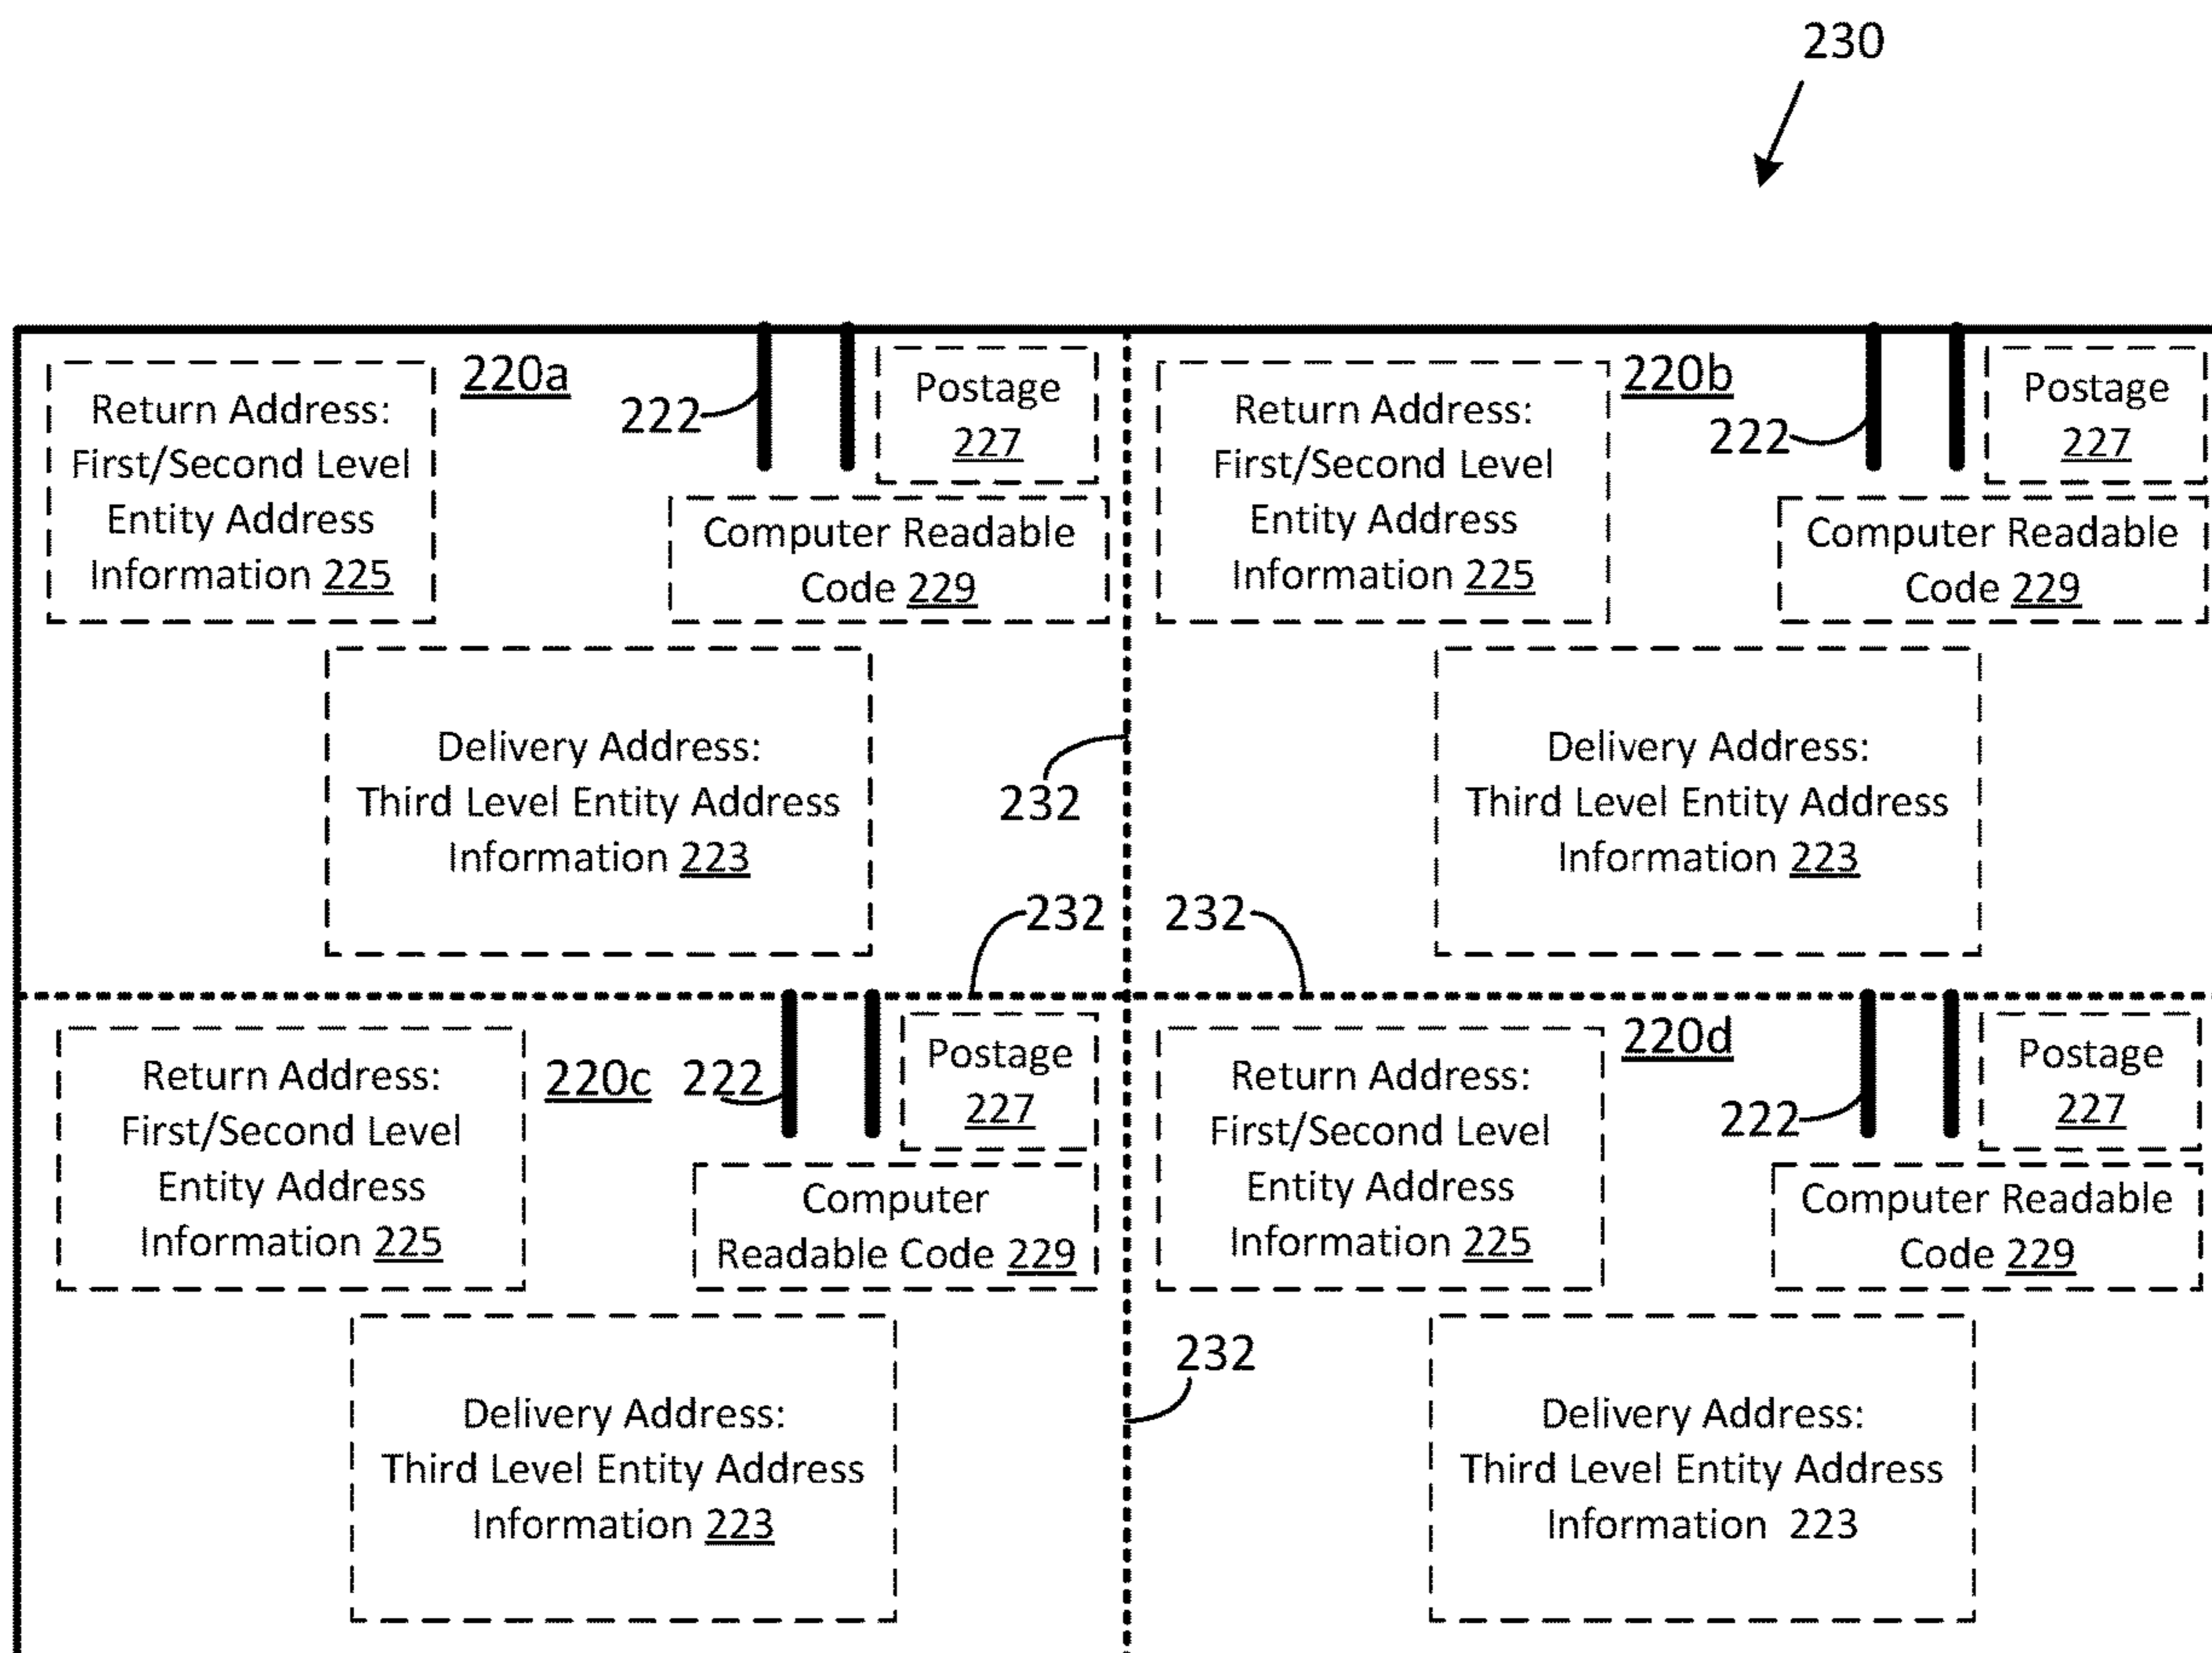 230
220a
222
Return Address:
First/Second Level
Entity Address
Information 225
Postage
227
Computer Readable
Code 229
Delivery Address:
Third Level Entity Address
Information 223
232
220b
222
Return Address:
First/Second Level
Entity Address
Information 225
Postage
227
Computer Readable
Code 229
Delivery Address:
Third Level Entity Address
Information 223
232
232
220c
222
Return Address:
First/Second Level
Entity Address
Information 225
Postage
227
Computer
Readable Code 229
Delivery Address:
Third Level Entity Address
Information 223
232
220d
222
Return Address:
First/Second Level
Entity Address
Information 225
Postage
227
Computer Readable
Code 229
Delivery Address:
Third Level Entity Address
Information 223